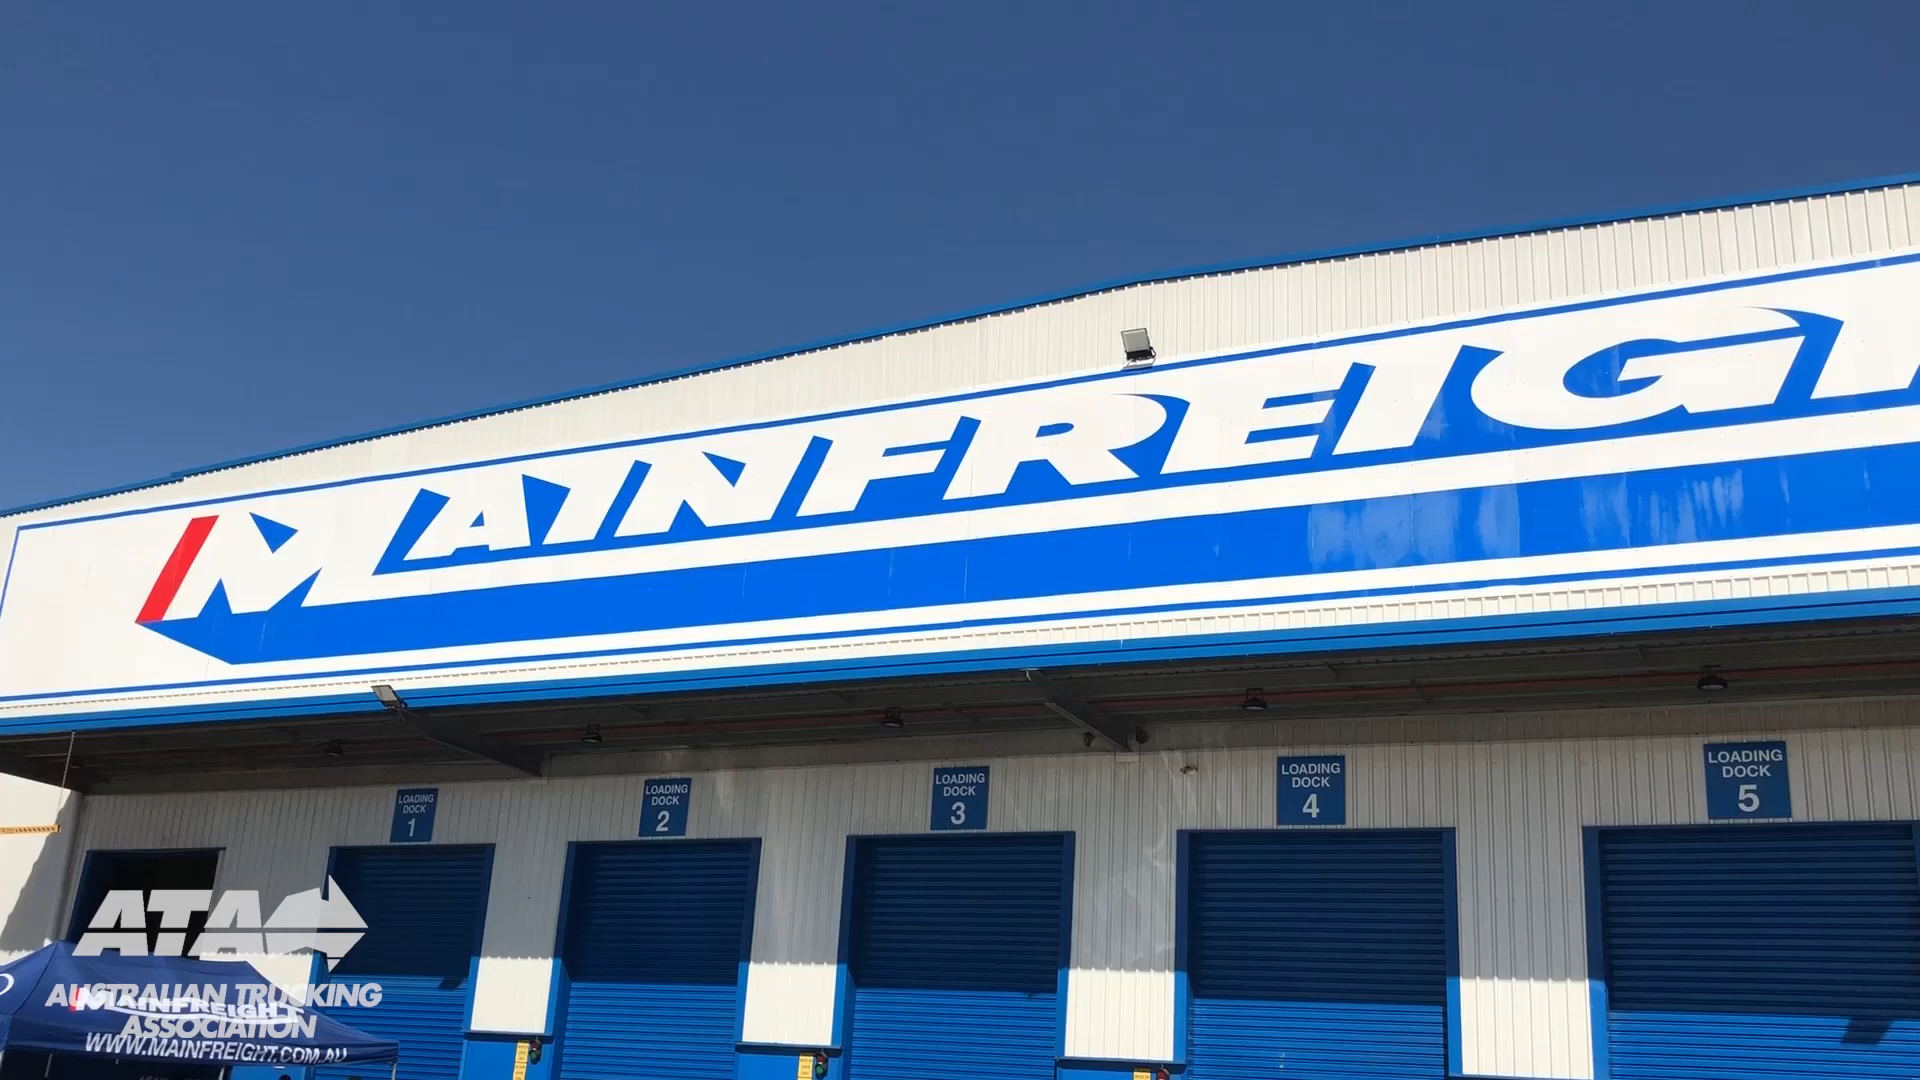 MAINFREIG
LOADING
DOCK
1
LOADING
DOCK
2
LOADING
DOCK
3
LOADING
DOCK
4
LOADING
DOCK
5
ATA
AUSTRALIAN TRUCKING
ASSOCIATION
MAINFREIGHT
WWW.MAINFREIGHT.COM.AU